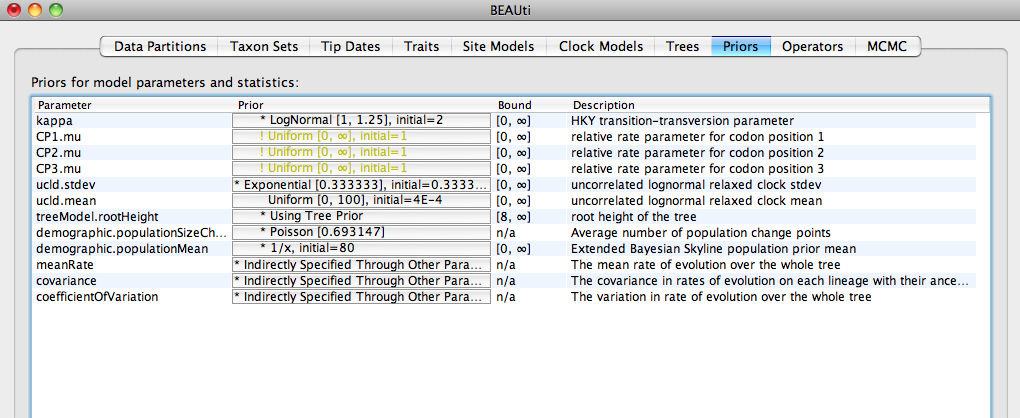 BEAUti
Data Partitions Taxon Sets Tip Dates Traits Site Models Clock Models Trees Priors Operators MCMC
Priors for model parameters and statistics:
Parameter Prior Bound Description
kappa * LogNormal [1, 1.25], initial=2 [0, ∞] HKY transition-transversion parameter
CP1.mu ! Uniform [0, ∞], initial=1 [0, ∞] relative rate parameter for codon position 1
CP2.mu ! Uniform [0, ∞], initial=1 [0, ∞] relative rate parameter for codon position 2
CP3.mu ! Uniform [0, ∞], initial=1 [0, ∞] relative rate parameter for codon position 3
ucld.stdev * Exponential [0.333333], initial=0.3333... [0, ∞] uncorrelated lognormal relaxed clock stdev
ucld.mean Uniform [0, 100], initial=4E-4 [0, ∞] uncorrelated lognormal relaxed clock mean
treeModel.rootHeight * Using Tree Prior [8, ∞] root height of the tree
demographic.populationSizeCh... * Poisson [0.693147] n/a Average number of population change points
demographic.populationMean * 1/x, initial=80 [0, ∞] Extended Bayesian Skyline population prior mean
meanRate * Indirectly Specified Through Other Para... n/a The mean rate of evolution over the whole tree
covariance * Indirectly Specified Through Other Para... n/a The covariance in rates of evolution on each lineage with their ance...
coefficientOfVariation * Indirectly Specified Through Other Para... n/a The variation in rate of evolution over the whole tree